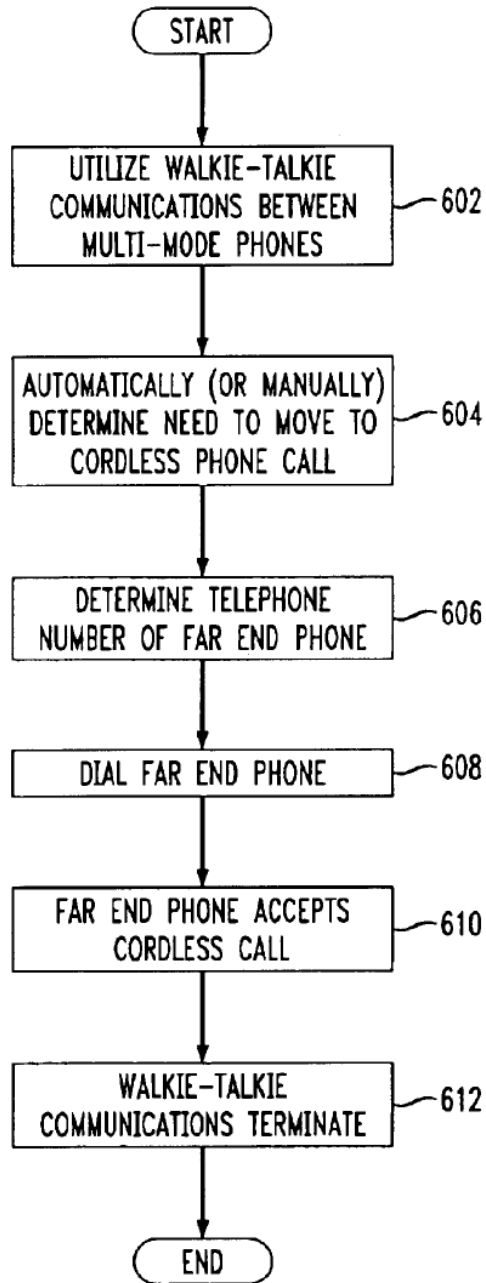 START
UTILIZE WALKIE-TALKIE
COMMUNICATIONS BETWEEN
MULTI-MODE PHONES
602
AUTOMATICALLY (OR MANUALLY)
DETERMINE NEED TO MOVE TO
CORDLESS PHONE CALL
604
DETERMINE TELEPHONE
NUMBER OF FAR END PHONE
606
DIAL FAR END PHONE
608
FAR END PHONE ACCEPTS
CORDLESS CALL
610
WALKIE-TALKIE
COMMUNICATIONS TERMINATE
612
END